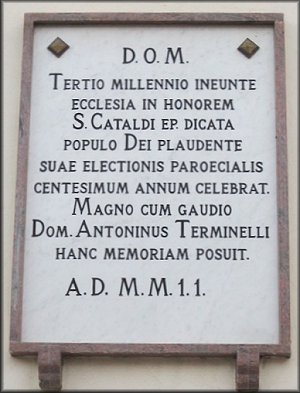 D.O.M.
Tertio millennio ineunte
ecclesia in honorem
S. Cataldi ep. dicata
populo Dei plaudente
suae electionis paroecialis
centesimum annum celebrat.
Magno cum gaudio
Dom. Antoninus Terminelli
hanc memoriam posuit.
A.D. M.M.1.1.